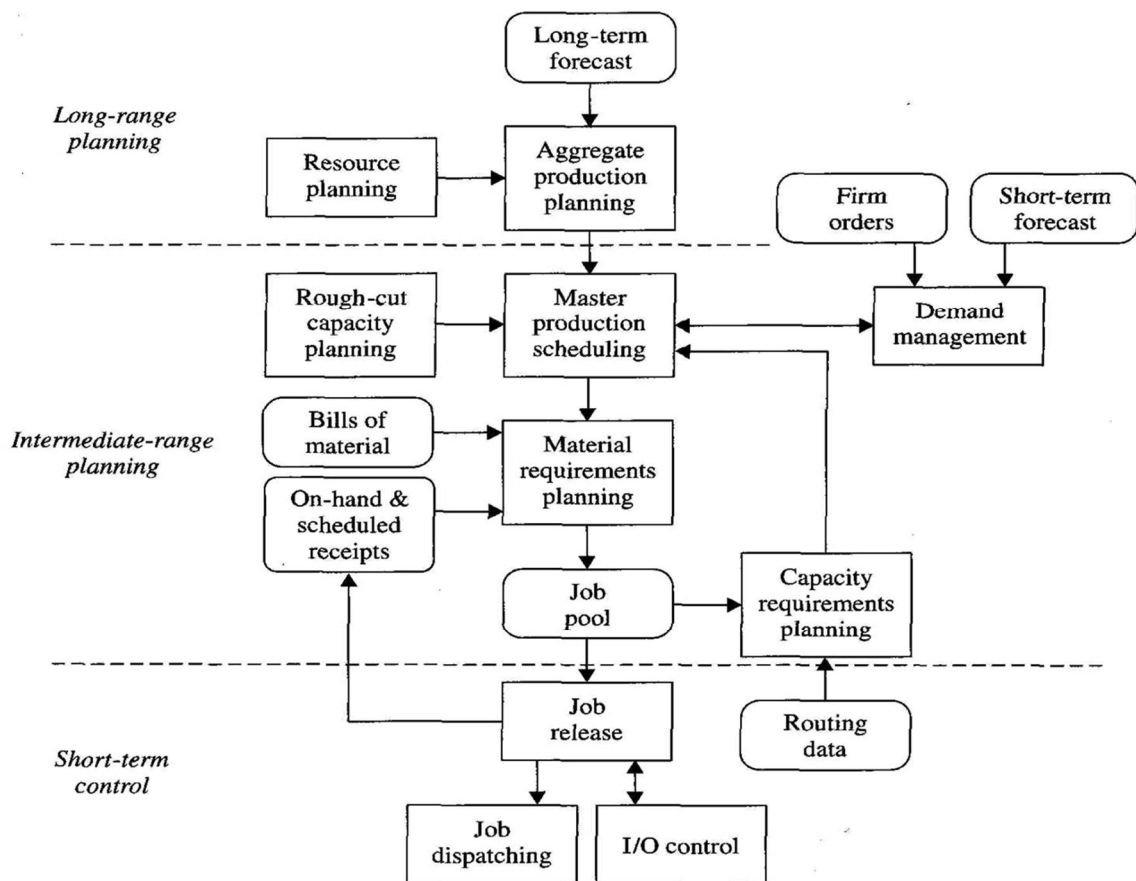 Long-term
forecast
Long-range
planning
Resource
planning
Aggregate
production
planning
Firm
orders
Short-term
forecast
Rough-cut
capacity
planning
Master
production
scheduling
Demand
management
Bills of
material
Intermediate-range
planning
Material
requirements
planning
On-hand &
scheduled
receipts
Job
pool
Capacity
requirements
planning
Job
release
Routing
data
Short-term
control
Job
dispatching
I/O control